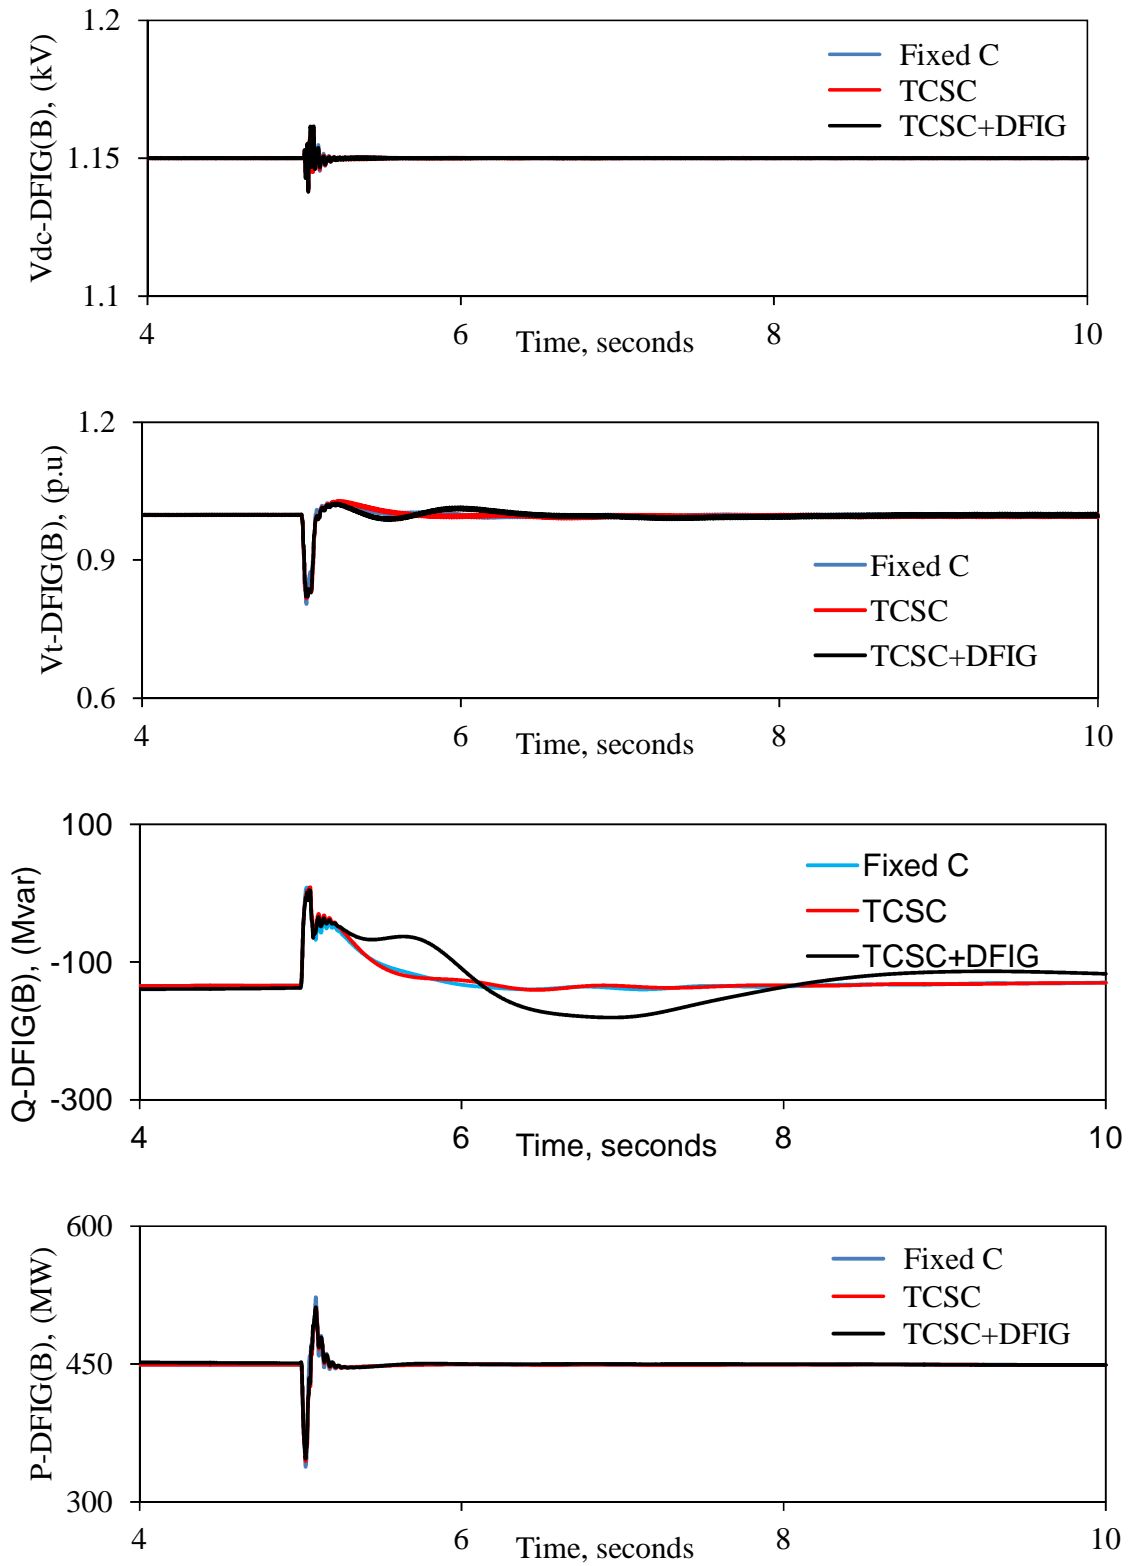 1.2
Vdc-DFIG(B), (kV)
Fixed C
TCSC
TCSC+DFIG
1.15
1.1
4 6 8 10
Time, seconds
1.2
Vt-DFIG(B), (p.u)
0.9
Fixed C
TCSC
TCSC+DFIG
0.6
4 6 8 10
Time, seconds
100
Q-DFIG(B), (Mvar)
Fixed C
TCSC
TCSC+DFIG
-100
-300
4 6 8 10
Time, seconds
600
P-DFIG(B), (MW)
Fixed C
TCSC
TCSC+DFIG
450
300
4 6 8 10
Time, seconds